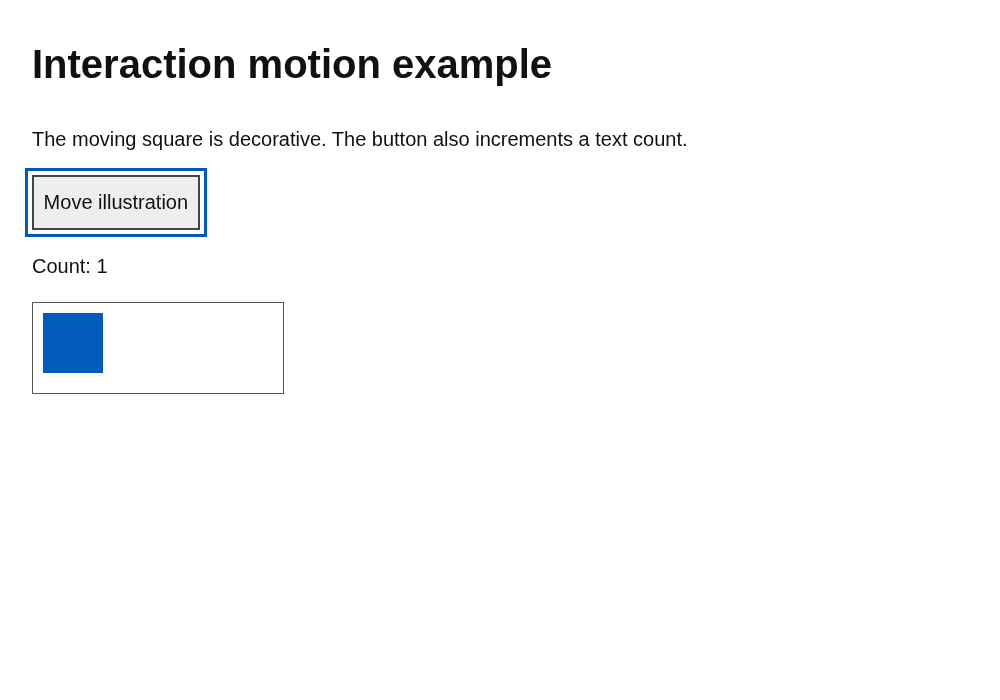 Interaction motion example
The moving square is decorative. The button also increments a text count.
Move illustration
Count: 1